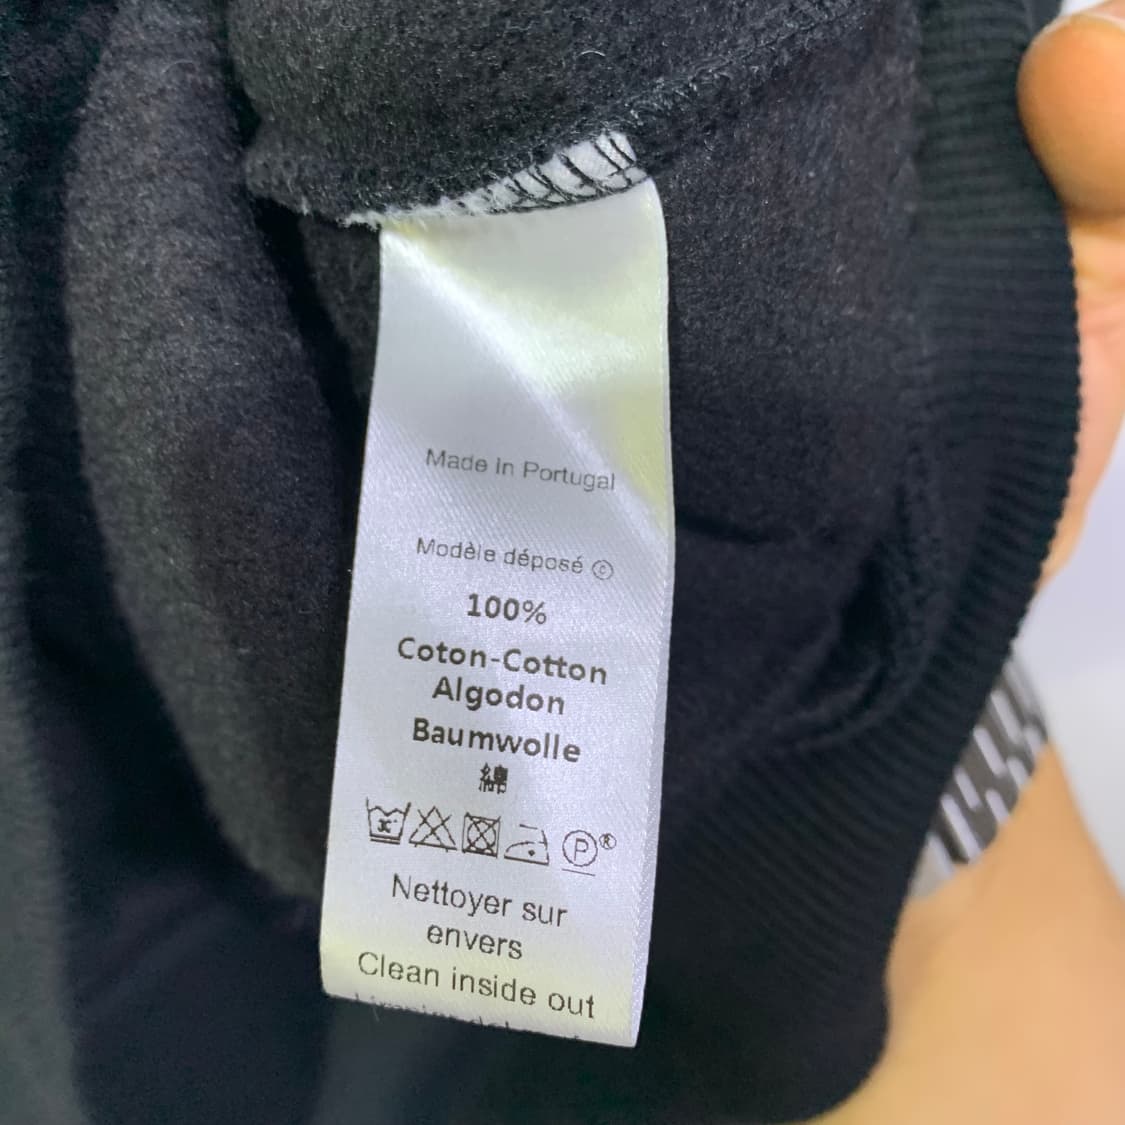 Made in Portugal
Modèle déposé ©
100%
Coton-Cotton
Algodon
Baumwolle
綿
P ®
Nettoyer sur
envers
Clean inside out